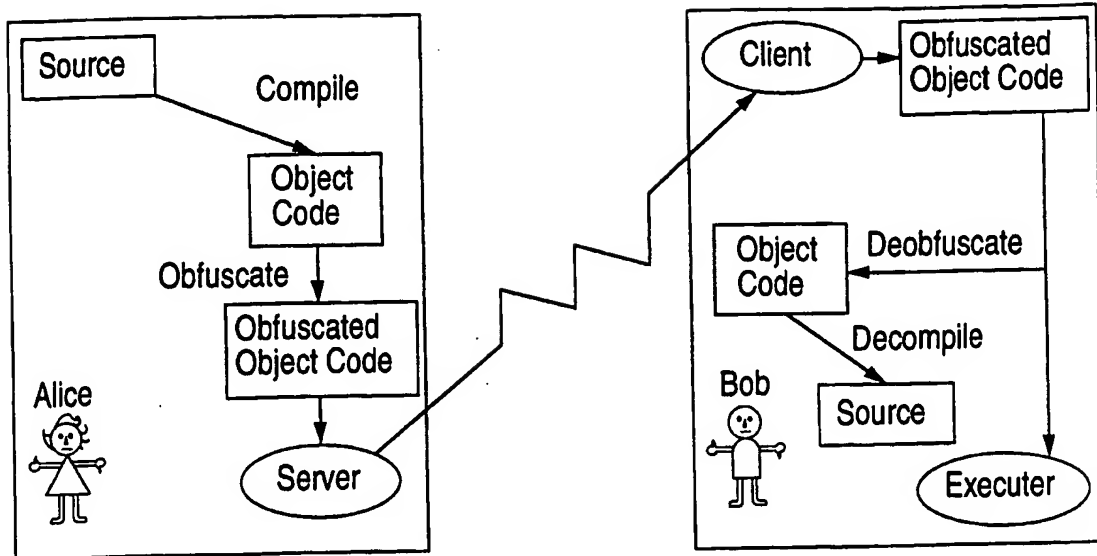 Source
Compile
Object
Code
Obfuscate
Obfuscated
Object Code
Alice
Server
Client
Obfuscated
Object Code
Object
Code
Deobfuscate
Decompile
Bob
Source
Executer